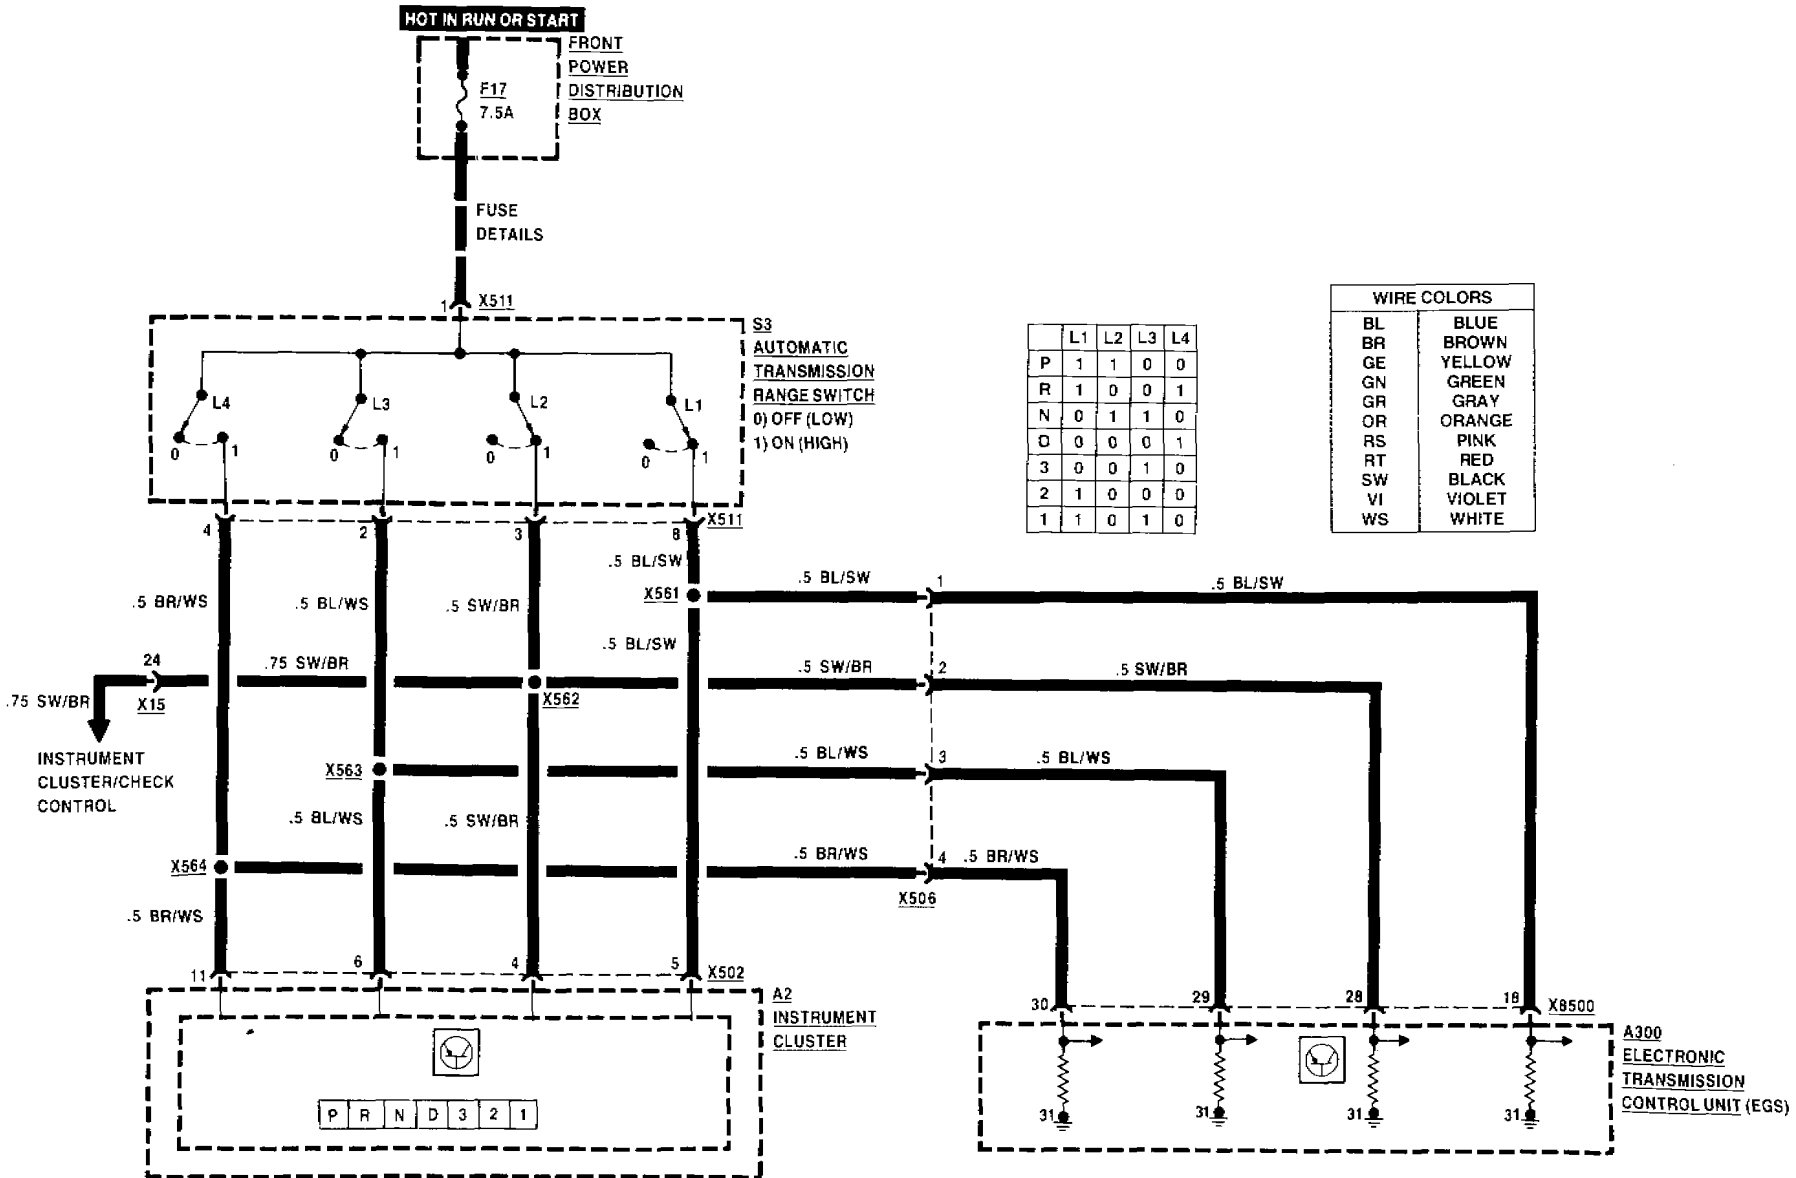 HOT IN RUN OR START
FRONT
POWER
DISTRIBUTION
BOX
F17
7.5A
FUSE
DETAILS
1 X511
S3
AUTOMATIC
TRANSMISSION
RANGE SWITCH
0) OFF (LOW)
1) ON (HIGH)
L4 L3 L2 L1
0 1 0 1 0 1 0 1
4 2 3 8 X511
L1 L2 L3 L4
P 1 1 0 0
R 1 0 0 1
N 0 1 1 0
D 0 0 0 1
3 0 0 1 0
2 1 0 0 0
1 1 0 1 0
WIRE COLORS
BL BLUE
BR BROWN
GE YELLOW
GN GREEN
GR GRAY
OR ORANGE
RS PINK
RT RED
SW BLACK
VI VIOLET
WS WHITE
.5 BL/SW
X561
.5 BL/SW 1 .5 BL/SW
.5 BR/WS .5 BL/WS .5 SW/BR
.5 BL/SW
24 .75 SW/BR
.5 SW/BR 2 .5 SW/BR
.75 SW/BR X15 X562
INSTRUMENT
CLUSTER/CHECK
CONTROL
X563 .5 BL/WS 3 .5 BL/WS
.5 BL/WS .5 SW/BR
X564 .5 BR/WS 4 .5 BR/WS
X506
.5 BR/WS
11 6 4 5 X502
A2
INSTRUMENT
CLUSTER
P R N D 3 2 1
30 29 28 18 X8500
A300
ELECTRONIC
TRANSMISSION
CONTROL UNIT (EGS)
31 31 31 31